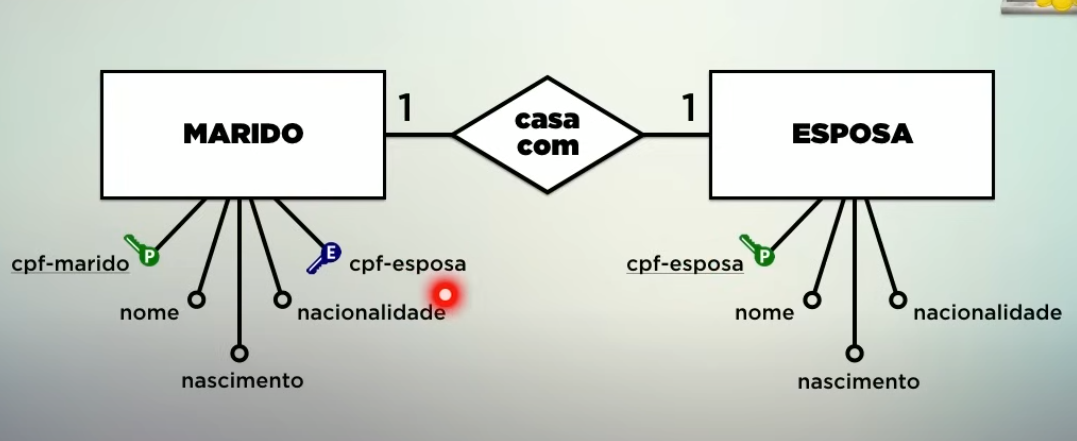 MARIDO
1
casa
com
1
ESPOSA
P
cpf-marido
nome
nascimento
nacionalidade
E
cpf-esposa
P
cpf-esposa
nome
nascimento
nacionalidade